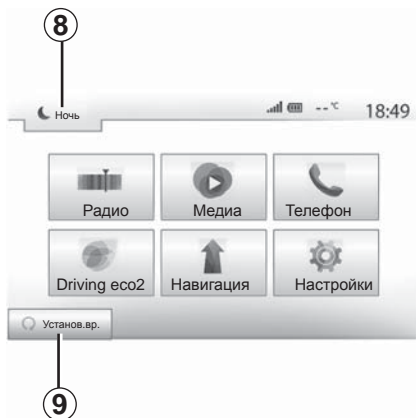 8
Ночь
--°C 18:49
Радио Медиа Телефон
Driving eco2 Навигация Настройки
Установ.вр.
9